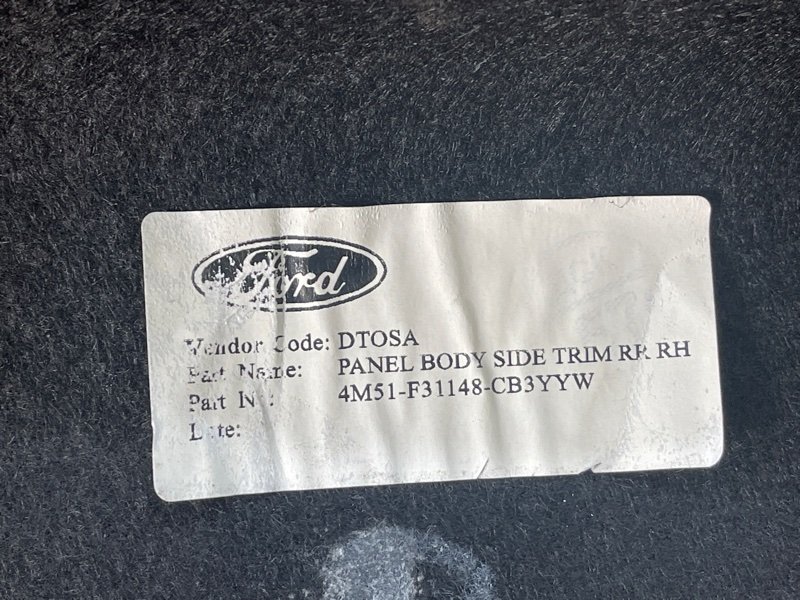 Ford
Vendor Code: DTOSA
Part Name: PANEL BODY SIDE TRIM RR RH
Part No: 4M51-F31148-CB3YYW
Date: